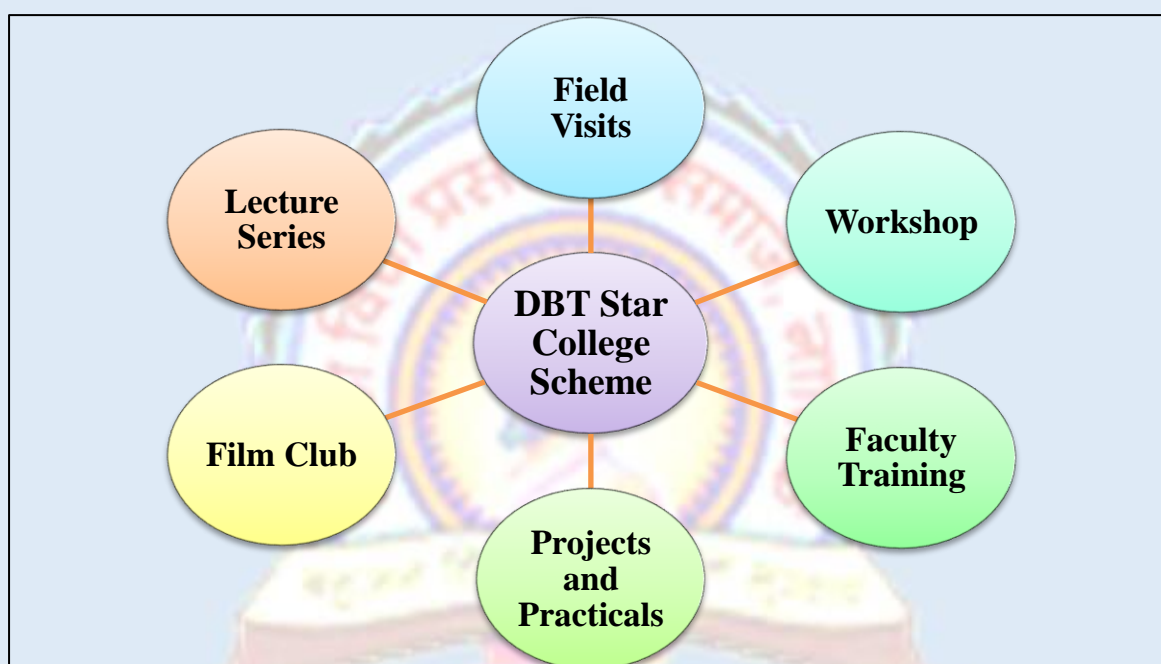 Field
Visits
Lecture
Series
Workshop
DBT Star
College
Scheme
Film Club
Faculty
Training
Projects
and
Practicals